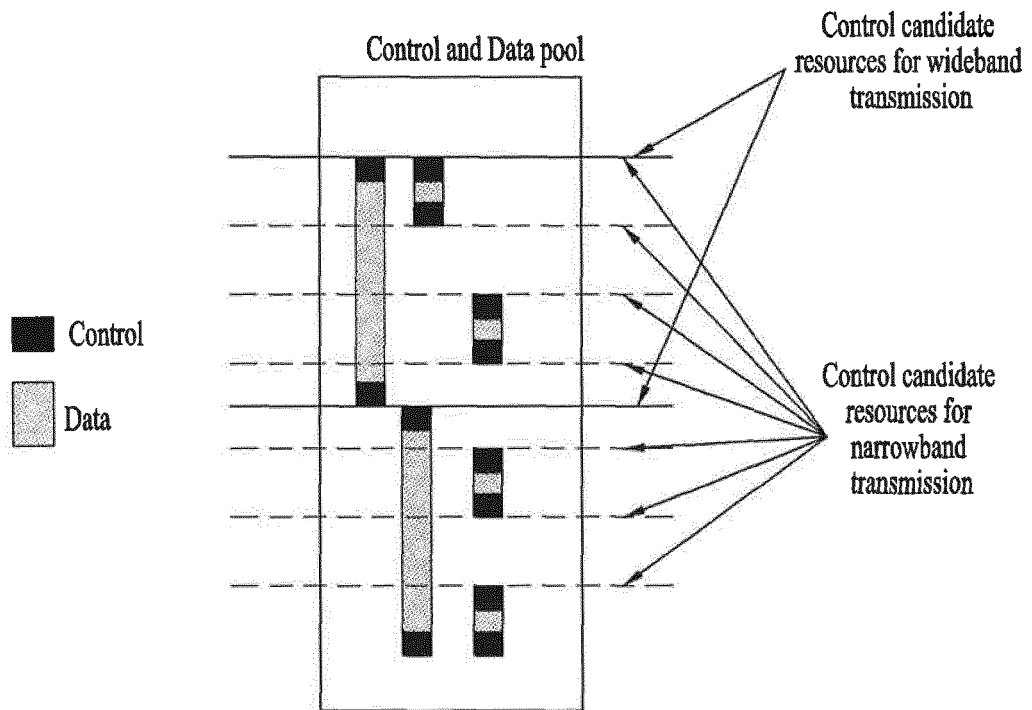 Control and Data pool
Control candidate
resources for wideband
transmission
Control
Data
Control candidate
resources for
narrowband
transmission